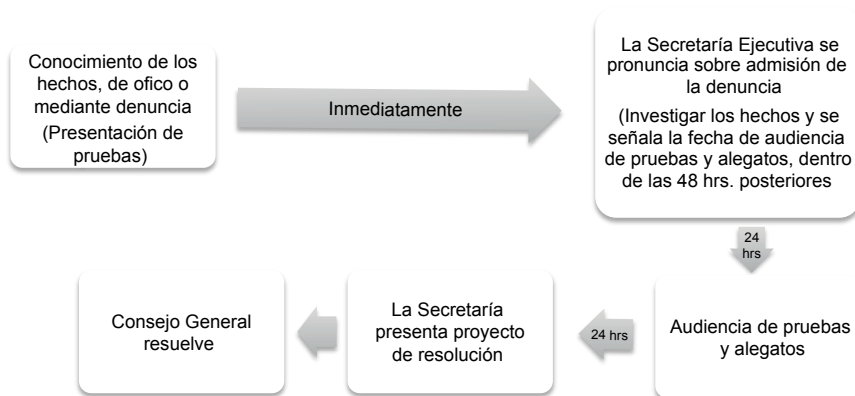 Conocimiento de los
hechos, de ofico o
mediante denuncia
(Presentación de
pruebas)
Inmediatamente
La Secretaría Ejecutiva se
pronuncia sobre admisión de
la denuncia
(Investigar los hechos y se
señala la fecha de audiencia
de pruebas y alegatos, dentro
de las 48 hrs. posteriores
24
hrs
Audiencia de pruebas
y alegatos
24 hrs
La Secretaría
presenta proyecto
de resolución
Consejo General
resuelve